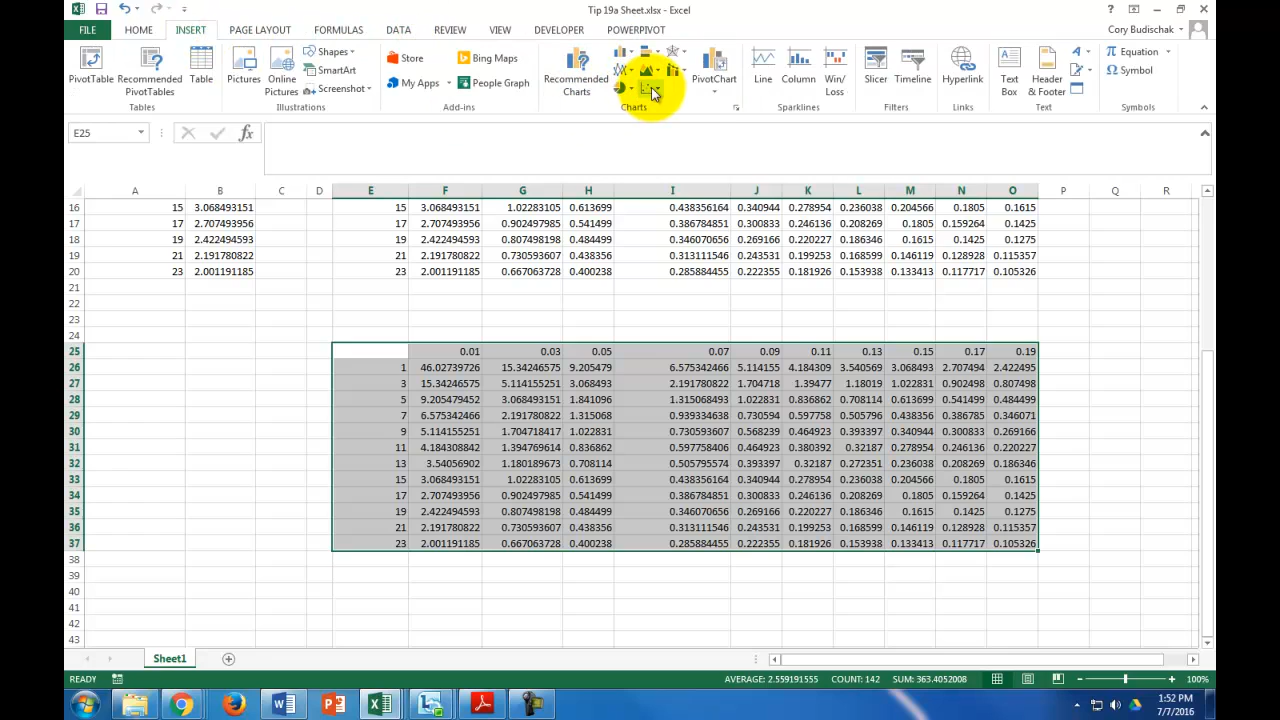 Tip 19a Sheet.xlsx - Excel
FILE HOME INSERT PAGE LAYOUT FORMULAS DATA REVIEW VIEW DEVELOPER POWERPIVOT Cory Budischak
PivotTable Recommended PivotTables Table
Tables
Pictures Online Pictures Shapes SmartArt Screenshot
Illustrations
Store My Apps Bing Maps People Graph
Add-ins
Recommended Charts PivotChart
Charts
Line Column Win/Loss
Sparklines
Slicer Timeline
Filters
Hyperlink
Links
Text Box Header & Footer
Text
Equation Symbol
Symbols
E25
A B C D E F G H I J K L M N O P Q R
16 15 3.068493151 15 3.068493151 1.02283105 0.613699 0.438356164 0.340944 0.278954 0.236038 0.204566 0.1805 0.1615
17 17 2.707493956 17 2.707493956 0.902497985 0.541499 0.386784851 0.300833 0.246136 0.208269 0.1805 0.159264 0.1425
18 19 2.422494593 19 2.422494593 0.807498198 0.484499 0.346070656 0.269166 0.220227 0.186346 0.1615 0.1425 0.1275
19 21 2.191780822 21 2.191780822 0.730593607 0.438356 0.313111546 0.243531 0.199253 0.168599 0.146119 0.128928 0.115357
20 23 2.001191185 23 2.001191185 0.667063728 0.400238 0.285884455 0.222355 0.181926 0.153938 0.133413 0.117717 0.105326
21
22
23
24
25 0.01 0.03 0.05 0.07 0.09 0.11 0.13 0.15 0.17 0.19
26 1 46.02739726 15.34246575 9.205479 6.575342466 5.114155 4.184309 3.540569 3.068493 2.707494 2.422495
27 3 15.34246575 5.114155251 3.068493 2.191780822 1.704718 1.39477 1.18019 1.022831 0.902498 0.807498
28 5 9.205479452 3.068493151 1.841096 1.315068493 1.022831 0.836862 0.708114 0.613699 0.541499 0.484499
29 7 6.575342466 2.191780822 1.315068 0.939334638 0.730594 0.597758 0.505796 0.438356 0.386785 0.346071
30 9 5.114155251 1.704718417 1.022831 0.730593607 0.568239 0.464923 0.393397 0.340944 0.300833 0.269166
31 11 4.184308842 1.394769614 0.836862 0.597758406 0.464923 0.380392 0.32187 0.278954 0.246136 0.220227
32 13 3.54056902 1.180189673 0.708114 0.505795574 0.393397 0.32187 0.272351 0.236038 0.208269 0.186346
33 15 3.068493151 1.02283105 0.613699 0.438356164 0.340944 0.278954 0.236038 0.204566 0.1805 0.1615
34 17 2.707493956 0.902497985 0.541499 0.386784851 0.300833 0.246136 0.208269 0.1805 0.159264 0.1425
35 19 2.422494593 0.807498198 0.484499 0.346070656 0.269166 0.220227 0.186346 0.1615 0.1425 0.1275
36 21 2.191780822 0.730593607 0.438356 0.313111546 0.243531 0.199253 0.168599 0.146119 0.128928 0.115357
37 23 2.001191185 0.667063728 0.400238 0.285884455 0.222355 0.181926 0.153938 0.133413 0.117717 0.105326
38
39
40
41
42
43
Sheet1
READY AVERAGE: 2.559191555 COUNT: 142 SUM: 363.4052008 100%
1:52 PM
7/7/2016